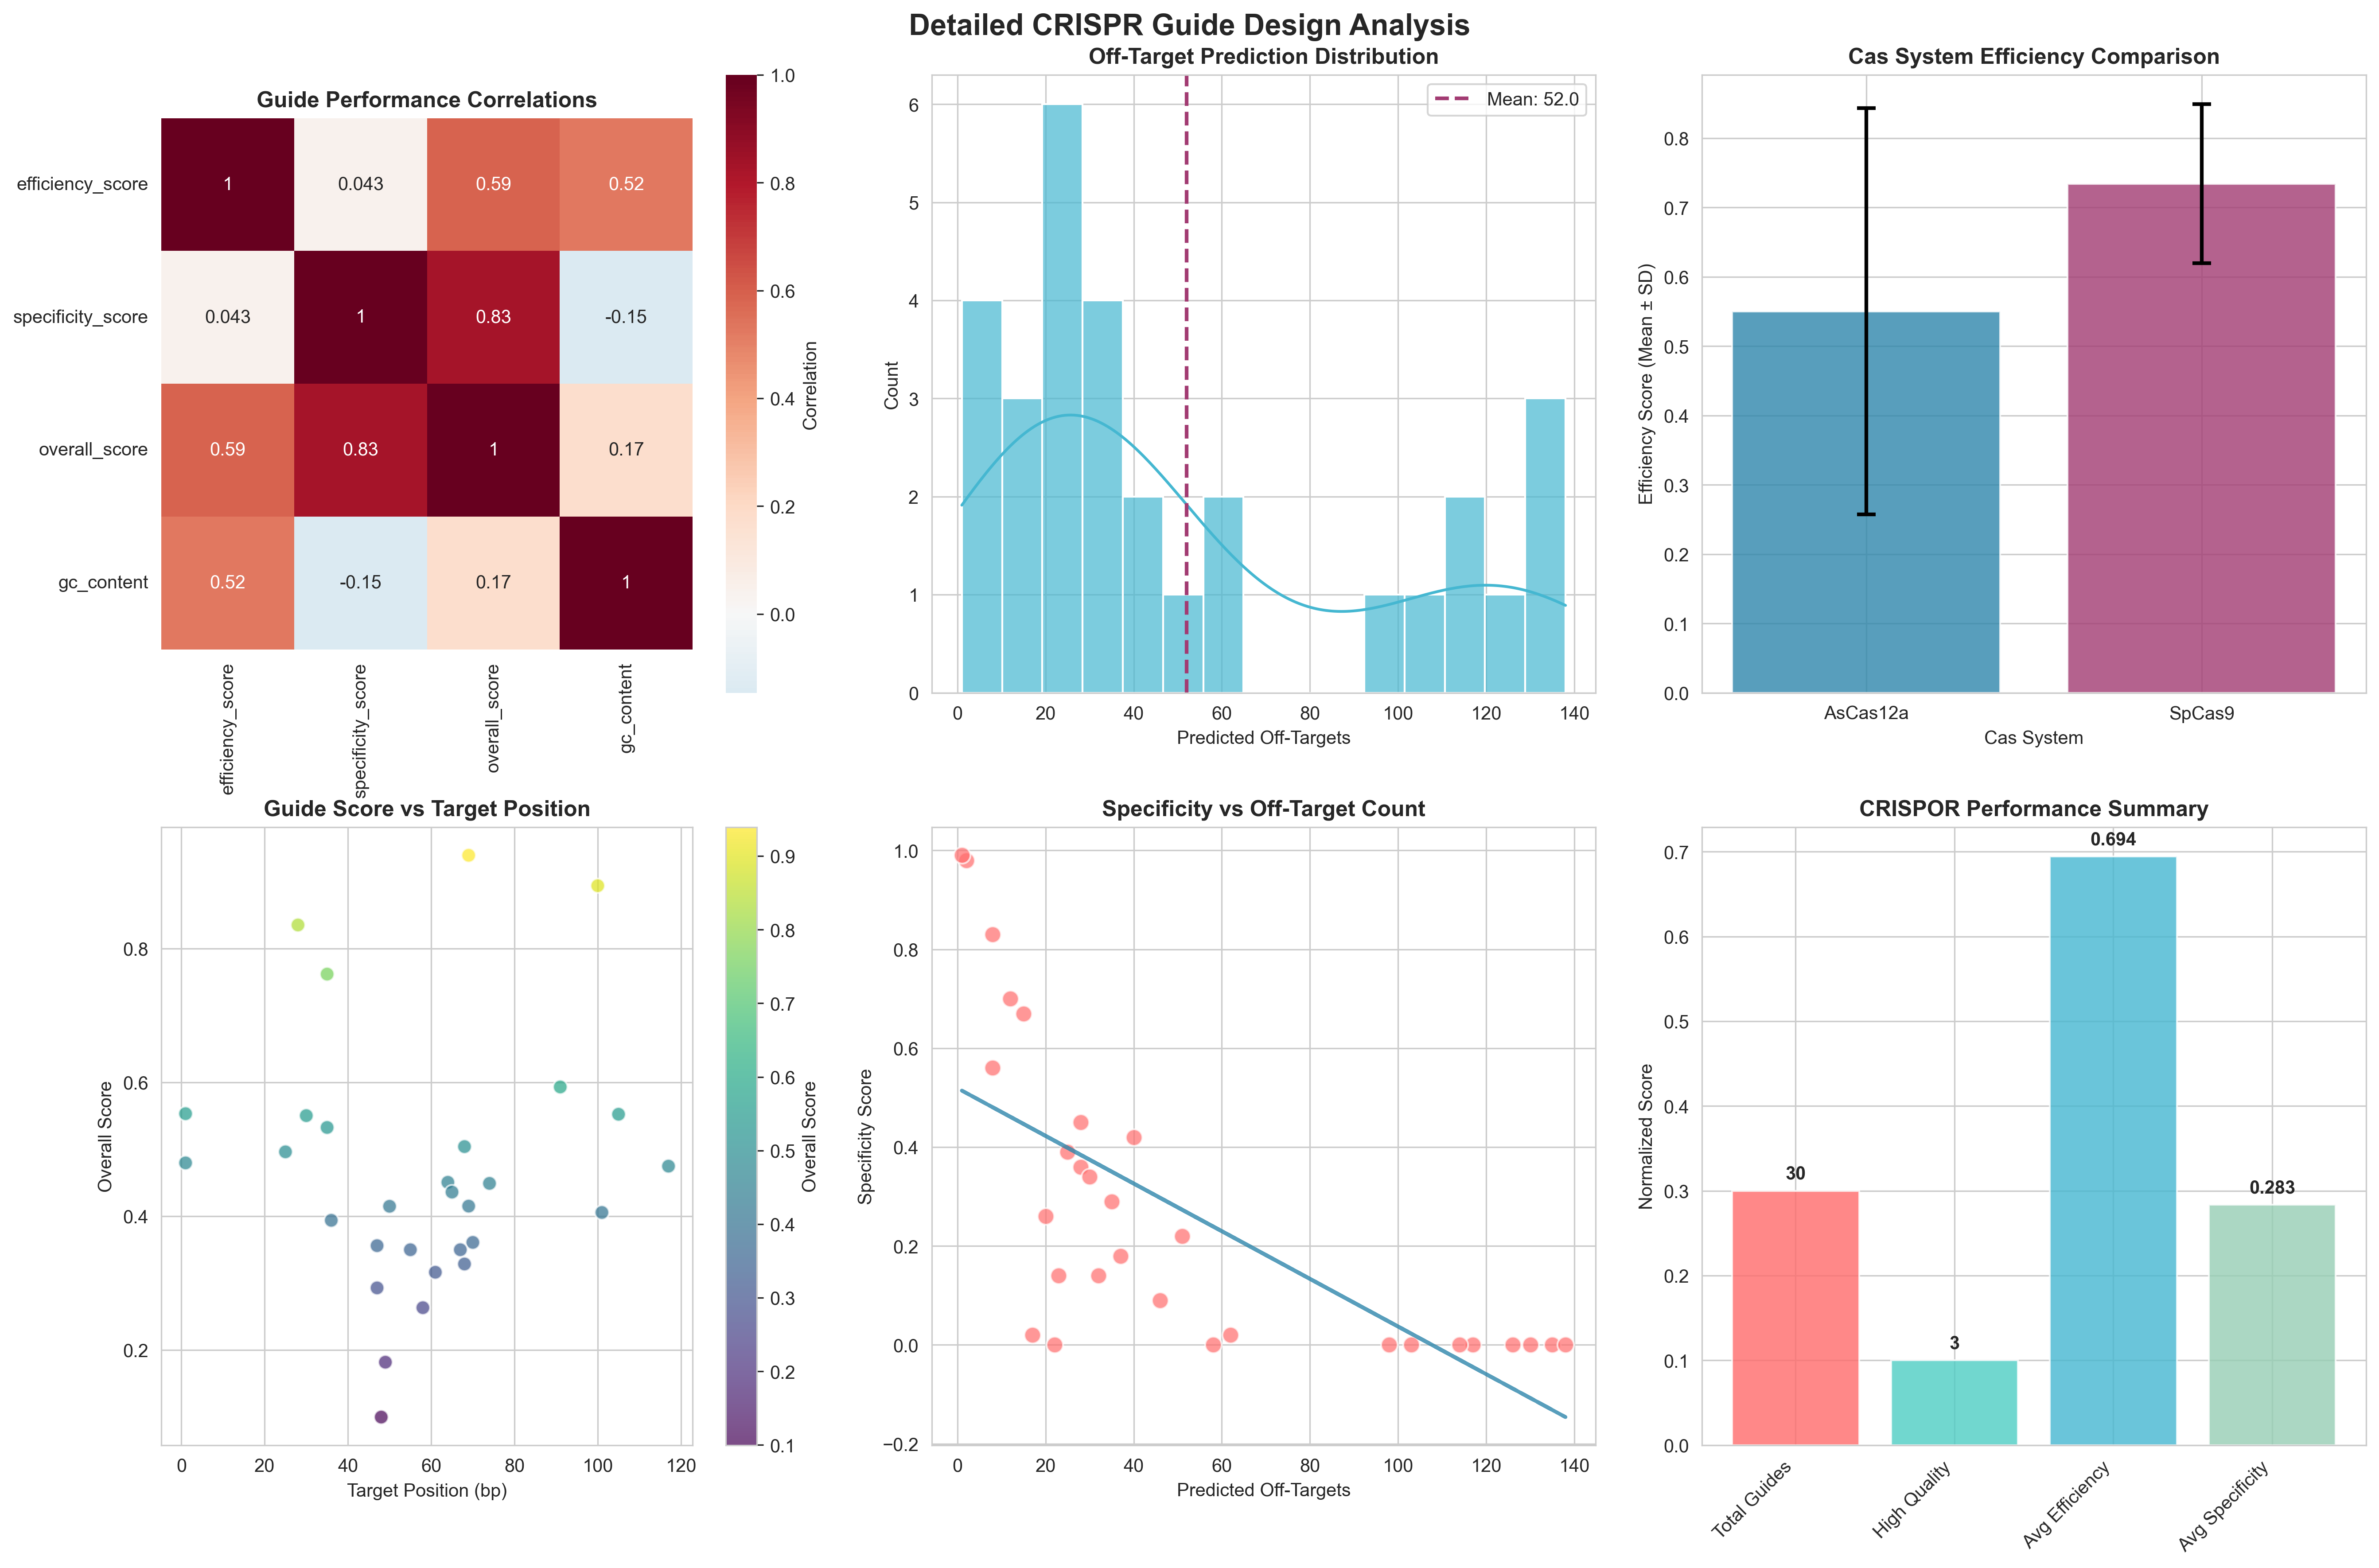 Detailed CRISPR Guide Design Analysis
Guide Performance Correlations
efficiency_score
specificity_score
overall_score
gc_content
1 0.043 0.59 0.52
0.043 1 0.83 -0.15
0.59 0.83 1 0.17
0.52 -0.15 0.17 1
efficiency_score
specificity_score
overall_score
gc_content
1.0
0.8
0.6
0.4
0.2
0.0
Correlation
Off-Target Prediction Distribution
Mean: 52.0
Count
6
5
4
3
2
1
0
0 20 40 60 80 100 120 140
Predicted Off-Targets
Cas System Efficiency Comparison
Efficiency Score (Mean ± SD)
0.8
0.7
0.6
0.5
0.4
0.3
0.2
0.1
0.0
AsCas12a SpCas9
Cas System
Guide Score vs Target Position
Overall Score
0.8
0.6
0.4
0.2
0 20 40 60 80 100 120
Target Position (bp)
0.9
0.8
0.7
0.6
0.5
0.4
0.3
0.2
0.1
Overall Score
Specificity vs Off-Target Count
Specificity Score
1.0
0.8
0.6
0.4
0.2
0.0
−0.2
0 20 40 60 80 100 120 140
Predicted Off-Targets
CRISPOR Performance Summary
Normalized Score
0.7
0.6
0.5
0.4
0.3
0.2
0.1
0.0
30
3
0.694
0.283
Total Guides
High Quality
Avg Efficiency
Avg Specificity